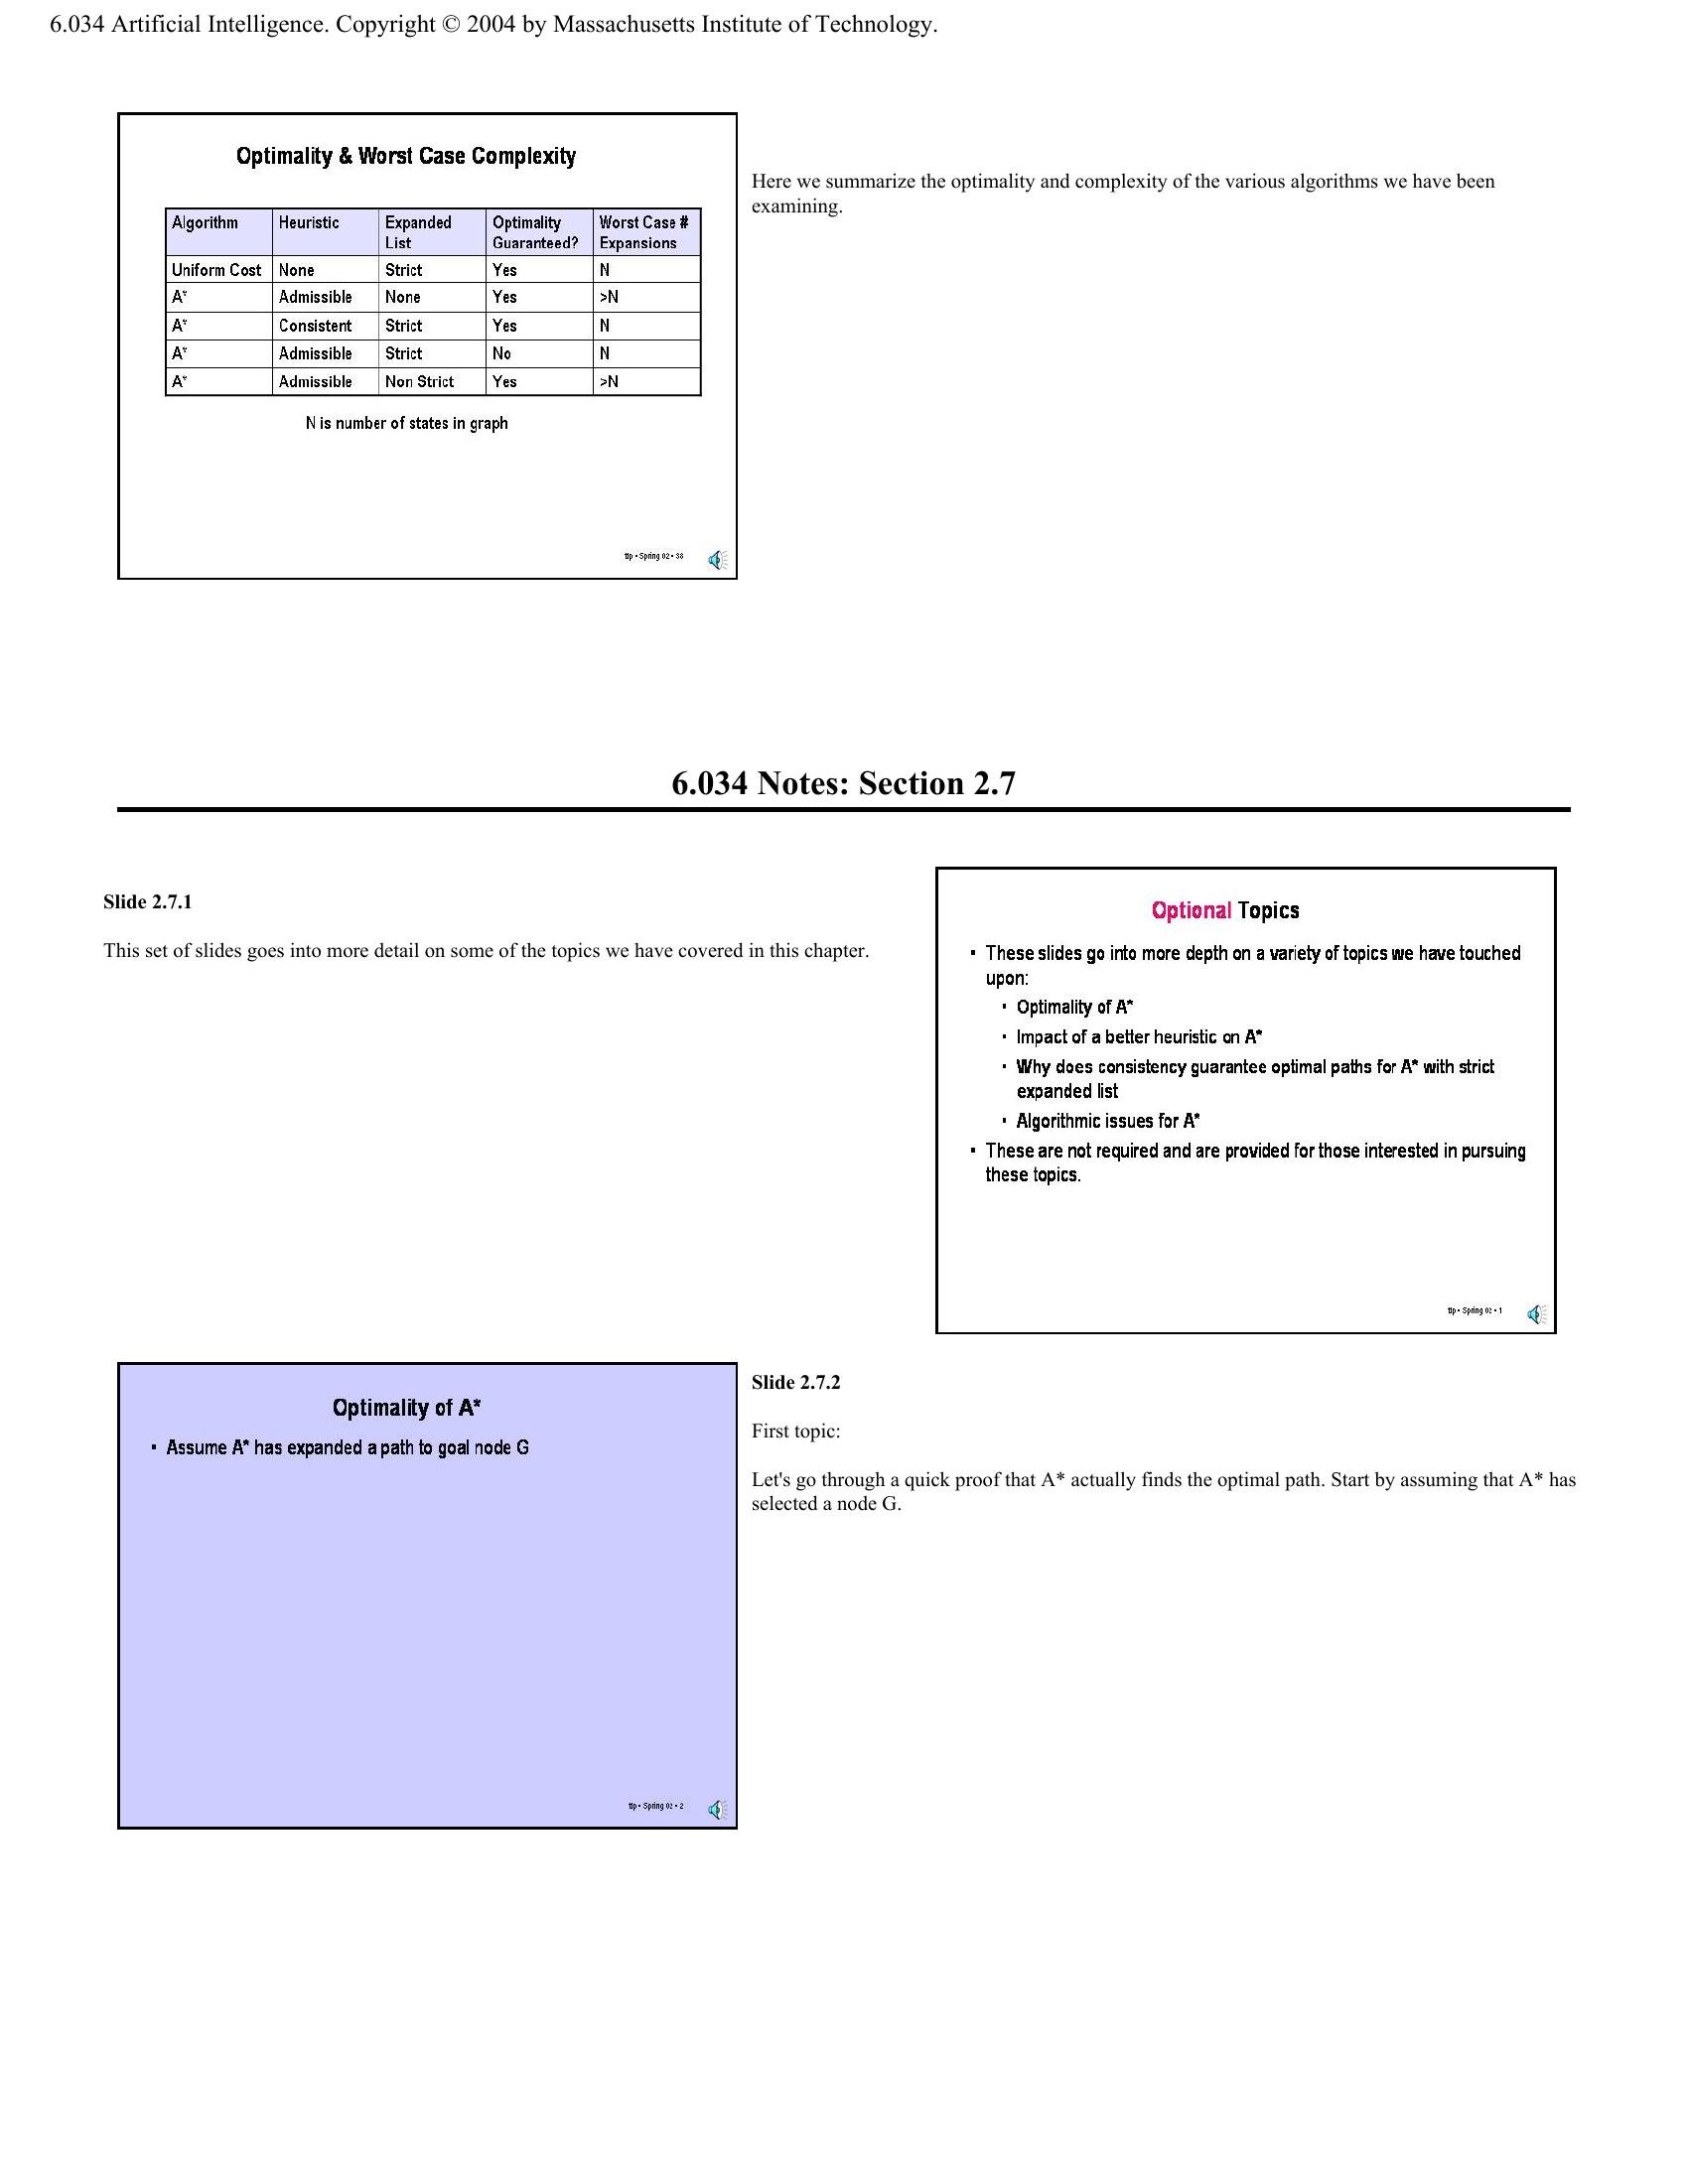 6.034 Artificial Intelligence. Copyright © 2004 by Massachusetts Institute of Technology.
Optimality & Worst Case Complexity
Algorithm Heuristic Expanded List Optimality Guaranteed? Worst Case # Expansions
Uniform Cost None Strict Yes N
A* Admissible None Yes >N
A* Consistent Strict Yes N
A* Admissible Strict No N
A* Admissible Non Strict Yes >N
N is number of states in graph
tlp • Spring 02 • 38
Here we summarize the optimality and complexity of the various algorithms we have been
examining.
6.034 Notes: Section 2.7
Slide 2.7.1
This set of slides goes into more detail on some of the topics we have covered in this chapter.
Optional Topics
▪ These slides go into more depth on a variety of topics we have touched
upon:
▪ Optimality of A*
▪ Impact of a better heuristic on A*
▪ Why does consistency guarantee optimal paths for A* with strict
expanded list
▪ Algorithmic issues for A*
▪ These are not required and are provided for those interested in pursuing
these topics.
tlp • Spring 02 • 1
Optimality of A*
▪ Assume A* has expanded a path to goal node G
tlp • Spring 02 • 2
Slide 2.7.2
First topic:
Let's go through a quick proof that A* actually finds the optimal path. Start by assuming that A* has
selected a node G.